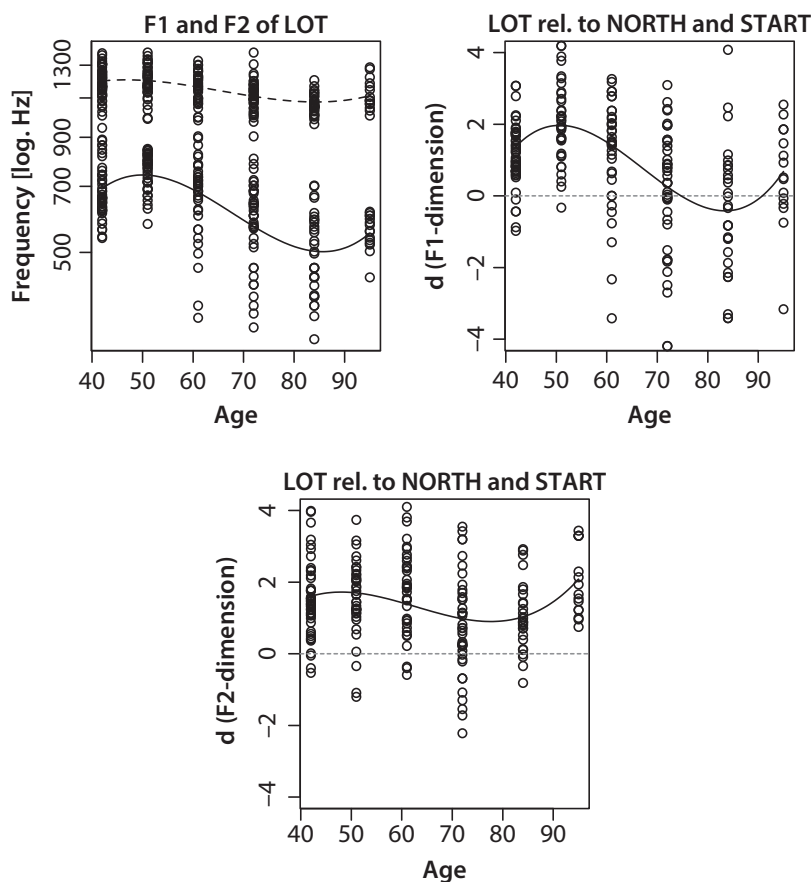 F1 and F2 of LOT
Frequency [log. Hz]
1300
900
700
500
40 50 60 70 80 90
Age
LOT rel. to NORTH and START
d (F1-dimension)
4
2
0
−2
−4
40 50 60 70 80 90
Age
LOT rel. to NORTH and START
d (F2-dimension)
4
2
0
−2
−4
40 50 60 70 80 90
Age